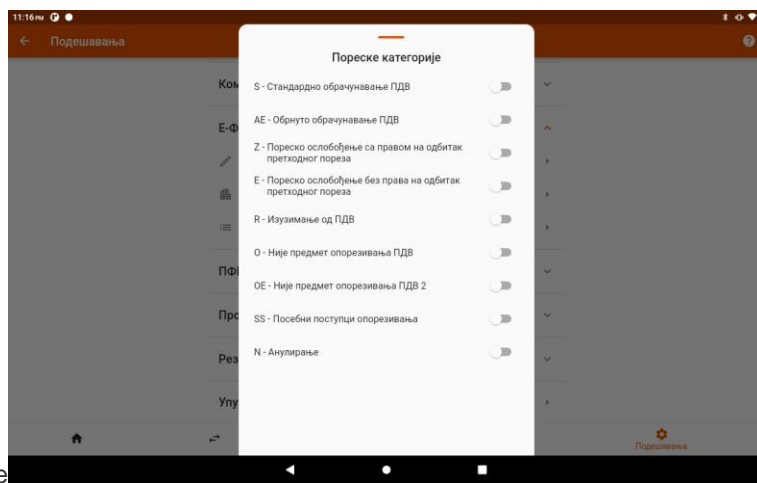 11:16 PM
Подешавања
Пореске категорије
Ком
S - Стандардно обрачунавање ПДВ
Е-Ф
AE - Обрнуто обрачунавање ПДВ
Z - Пореско ослобођење са правом на одбитак
претходног пореза
E - Пореско ослобођење без права на одбитак
претходног пореза
R - Изузимање од ПДВ
O - Није предмет опорезивања ПДВ
ПФ
OE - Није предмет опорезивања ПДВ 2
Про
SS - Посебни поступци опорезивања
Рез
N - Анулирање
Упу
Подешавања
е